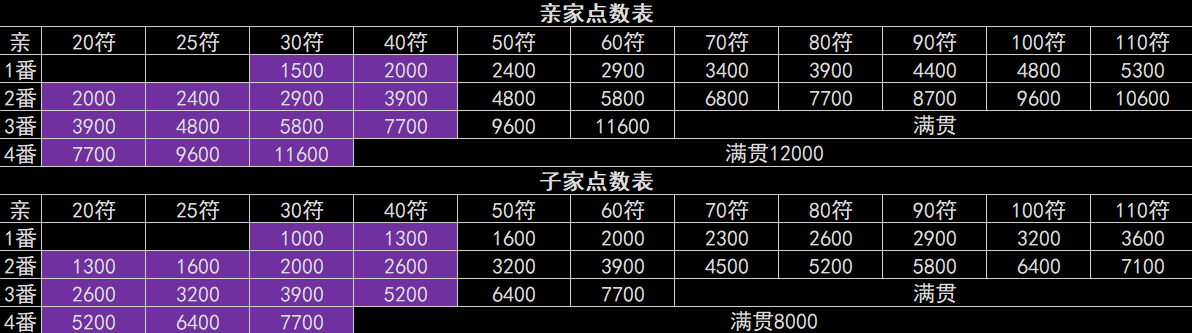 亲家点数表
亲 20符 25符 30符 40符 50符 60符 70符 80符 90符 100符 110符
1番 1500 2000 2400 2900 3400 3900 4400 4800 5300
2番 2000 2400 2900 3900 4800 5800 6800 7700 8700 9600 10600
3番 3900 4800 5800 7700 9600 11600 满贯
4番 7700 9600 11600 满贯12000
子家点数表
亲 20符 25符 30符 40符 50符 60符 70符 80符 90符 100符 110符
1番 1000 1300 1600 2000 2300 2600 2900 3200 3600
2番 1300 1600 2000 2600 3200 3900 4500 5200 5800 6400 7100
3番 2600 3200 3900 5200 6400 7700 满贯
4番 5200 6400 7700 满贯8000